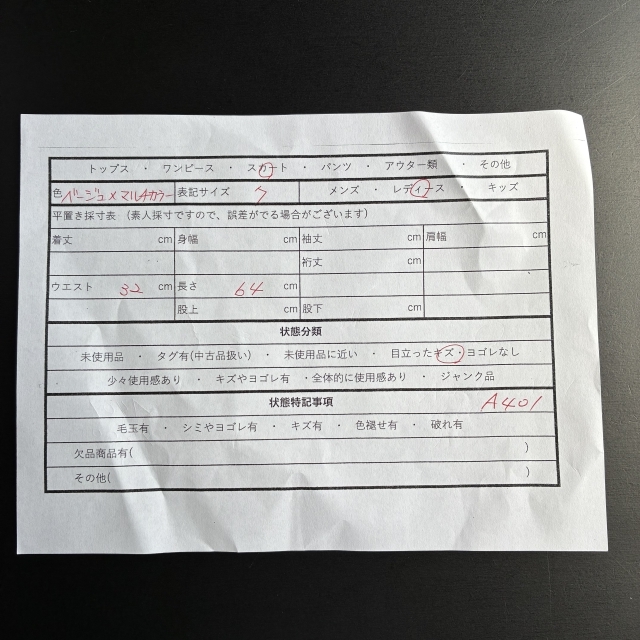 トップス ・ ワンピース ・ スカート ・ パンツ ・ アウター類 ・ その他
色 ベージュ×マルチカラー 表記サイズ 7 メンズ ・ レディース ・ キッズ
平置き採寸表 (素人採寸ですので、誤差がでる場合がございます)
着丈 cm 身幅 cm 袖丈 cm 肩幅 cm
裄丈 cm
ウエスト 32 cm 長さ 64 cm
股上 cm 股下 cm
状態分類
未使用品 ・ タグ有(中古品扱い) ・ 未使用品に近い ・ 目立ったキズ・ヨゴレなし
少々使用感あり ・ キズやヨゴレ有 ・全体的に使用感あり ・ ジャンク品
状態特記事項 A401
毛玉有 ・ シミやヨゴレ有 ・ キズ有 ・ 色褪せ有 ・ 破れ有
欠品商品有( )
その他( )